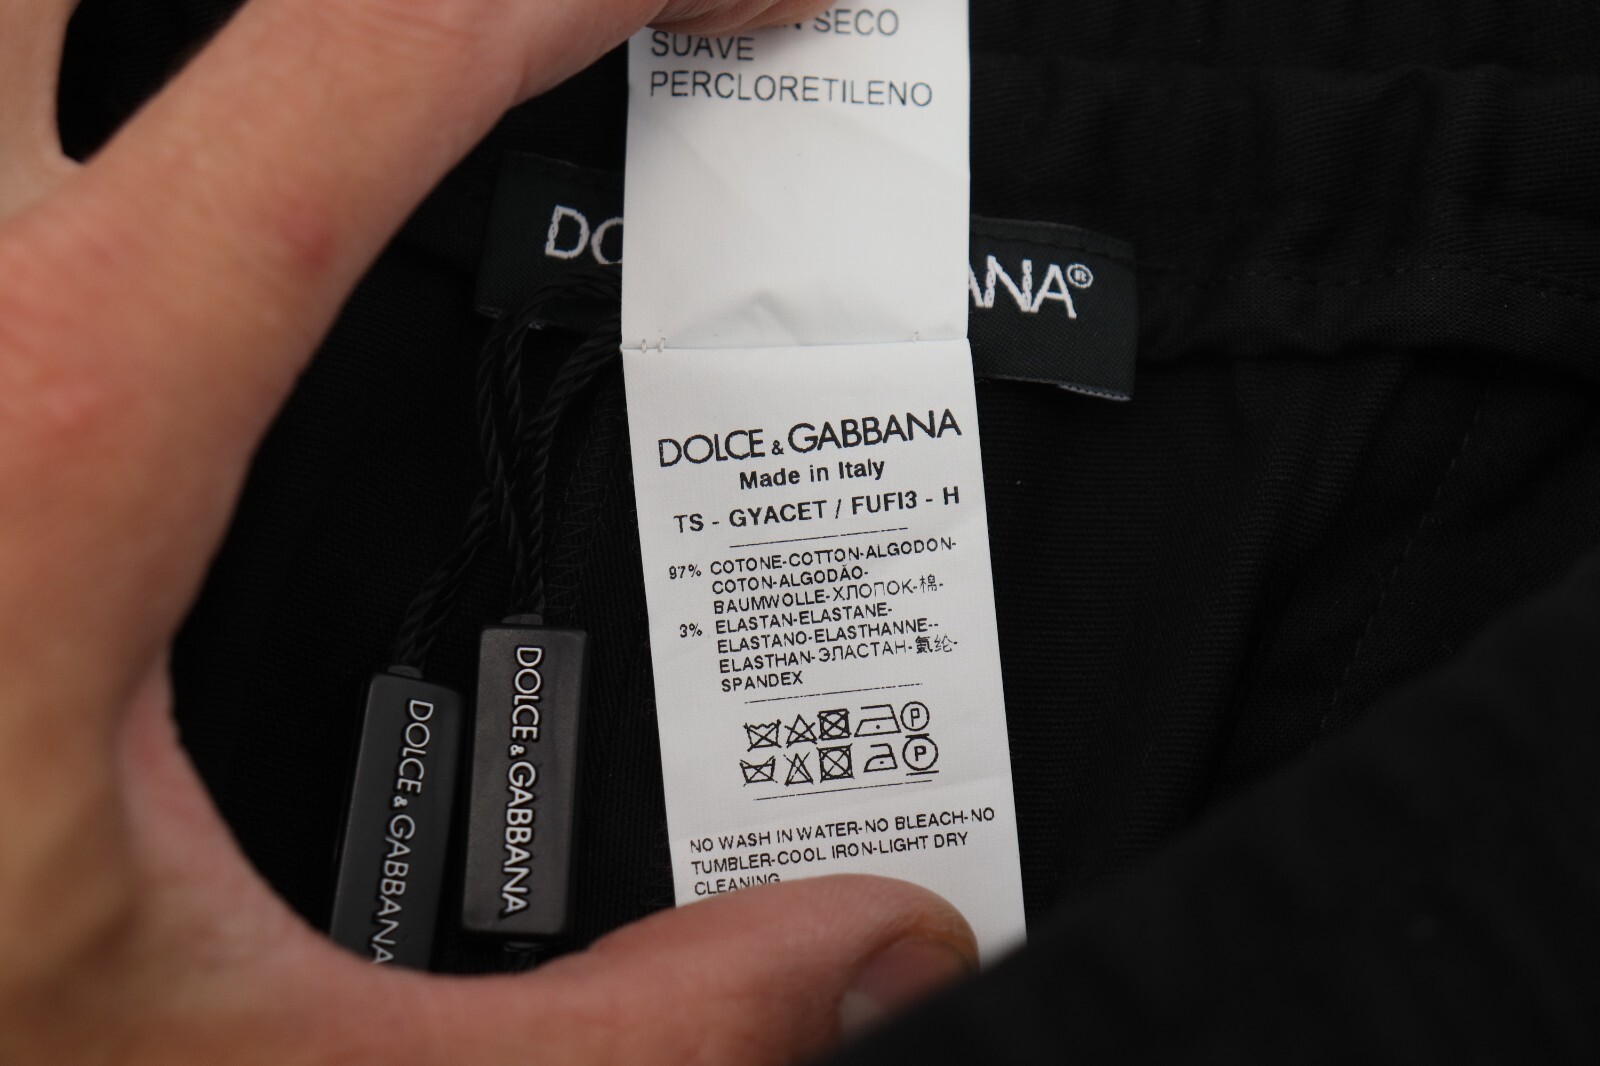 SECO
SUAVE
PERCLORETILENO
DOLCE & GABBANA
Made in Italy
TS - GYACET / FUFI3 - H
97% COTONE-COTTON-ALGODON-
COTON-ALGODÃO-
BAUMWOLLE-ХЛОПОК-棉-
3% ELASTAN-ELASTANE-
ELASTANO-ELASTHANNE--
ELASTHAN-ЭЛАСТАН-氨纶-
SPANDEX
P
P
NO WASH IN WATER-NO BLEACH-NO
TUMBLER-COOL IRON-LIGHT DRY
CLEANING
DOLCE & GABBANA
DOLCE & GABBANA